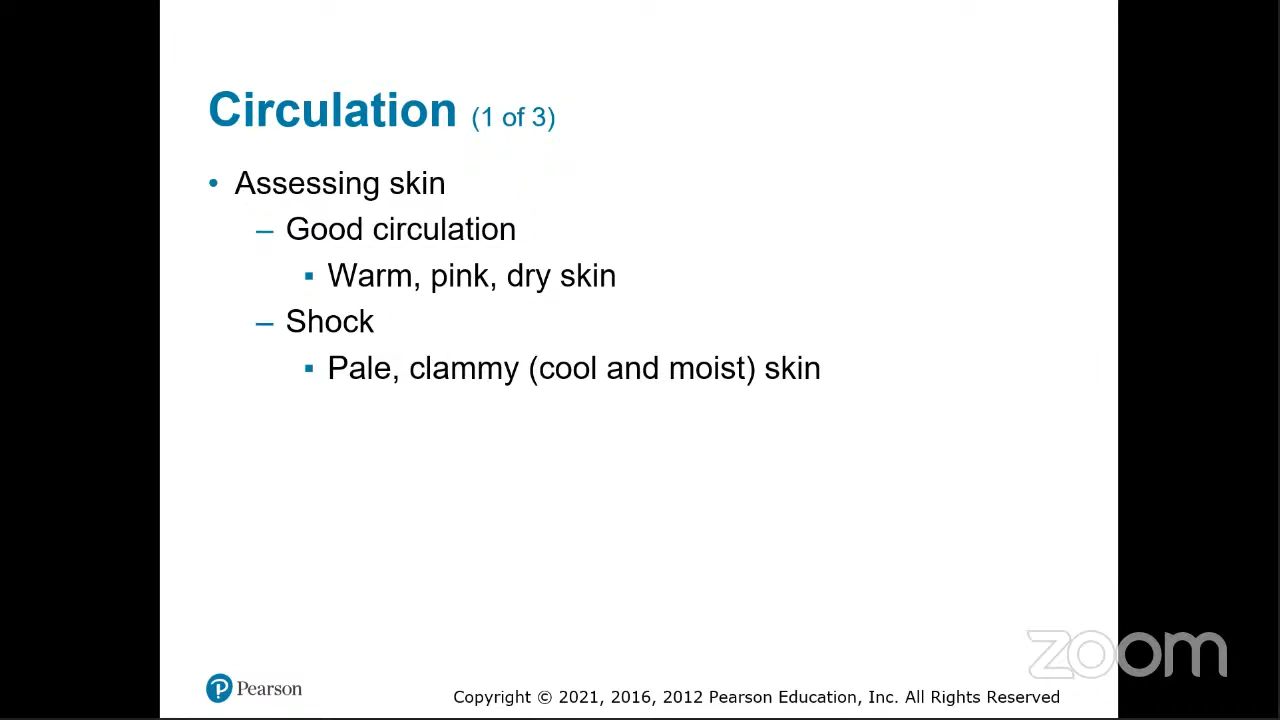 Circulation (1 of 3)
• Assessing skin
– Good circulation
▪ Warm, pink, dry skin
– Shock
▪ Pale, clammy (cool and moist) skin
zoom
Pearson
Copyright © 2021, 2016, 2012 Pearson Education, Inc. All Rights Reserved